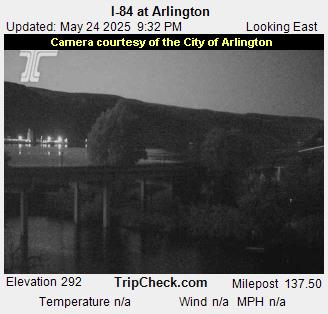 I-84 at Arlington
Updated: May 24 2025 9:32 PM Looking East
Camera courtesy of the City of Arlington
Elevation 292 TripCheck.com Milepost 137.50
Temperature n/a Wind n/a MPH n/a